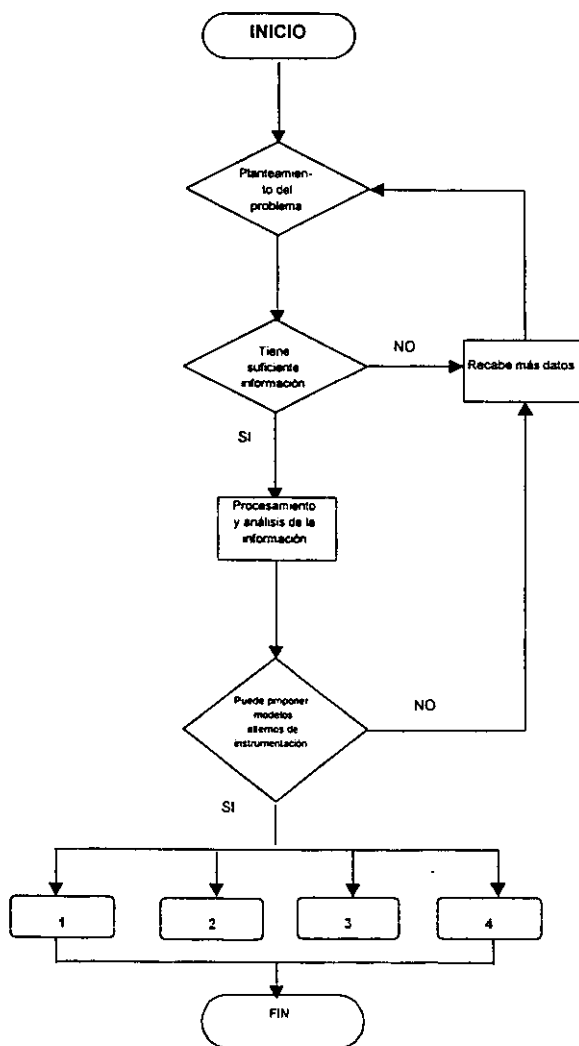 INICIO
Planteamien-
to del
problema
Tiene
suficiente
información
NO
Recabe más datos
SI
Procesamiento
y análisis de la
información
Puede proponer
modelos
alternos de
instrumentación
NO
SI
1
2
3
4
FIN